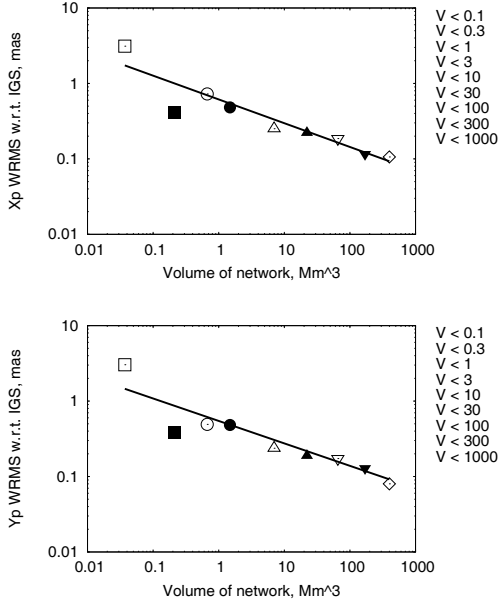 Xp WRMS w.r.t. IGS, mas
10
1
0.1
0.01
0.01 0.1 1 10 100 1000
Volume of network, Mm^3
V < 0.1
V < 0.3
V < 1
V < 3
V < 10
V < 30
V < 100
V < 300
V < 1000
Yp WRMS w.r.t. IGS, mas
10
1
0.1
0.01
0.01 0.1 1 10 100 1000
Volume of network, Mm^3
V < 0.1
V < 0.3
V < 1
V < 3
V < 10
V < 30
V < 100
V < 300
V < 1000